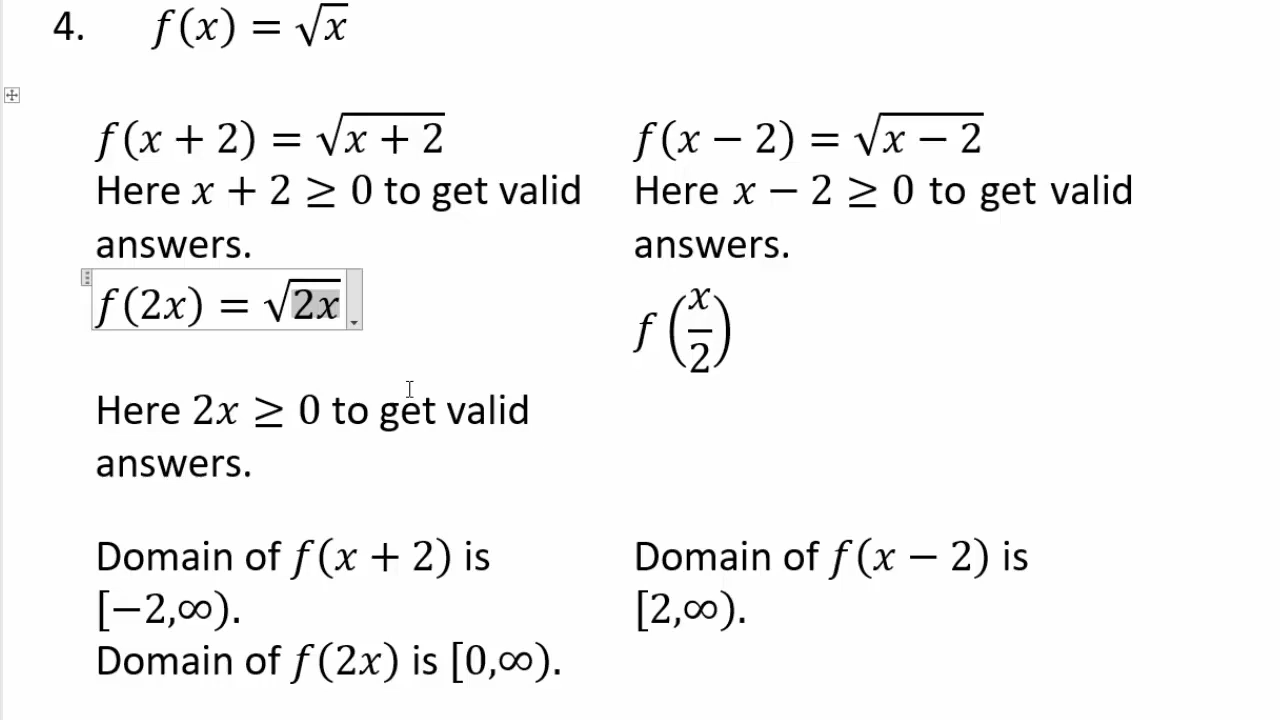 4. f(x) = √x
f(x + 2) = √(x + 2)
Here x + 2 ≥ 0 to get valid
answers.
f(2x) = √(2x)
Here 2x ≥ 0 to get valid
answers.
Domain of f(x + 2) is
[−2,∞).
Domain of f(2x) is [0,∞).
f(x − 2) = √(x − 2)
Here x − 2 ≥ 0 to get valid
answers.
f(x/2)
Domain of f(x − 2) is
[2,∞).